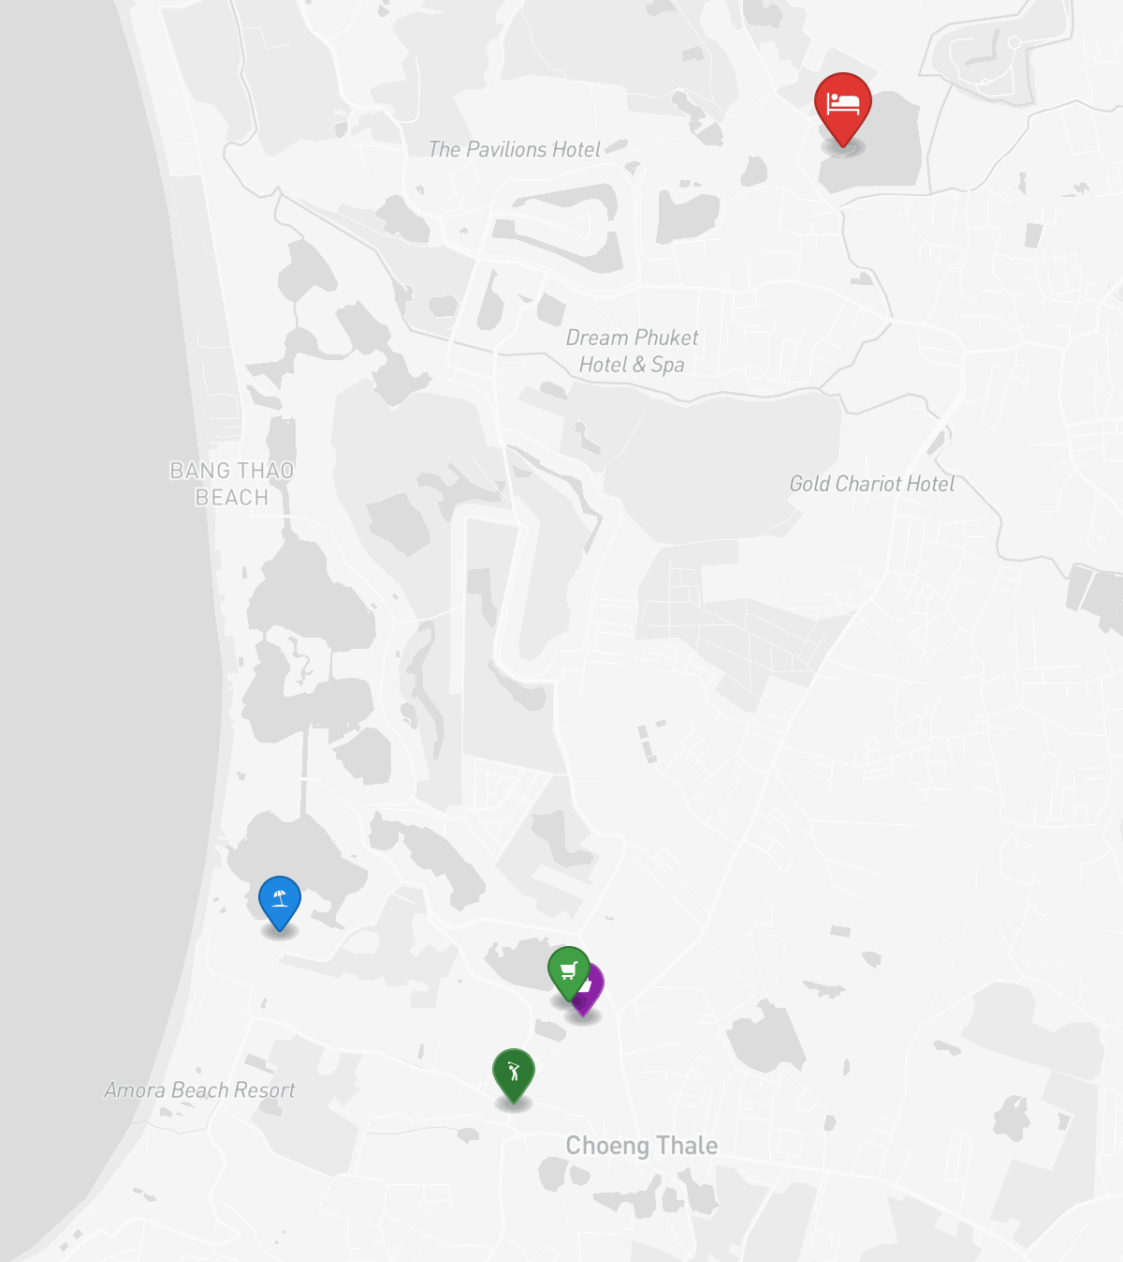 The Pavilions Hotel
Dream Phuket
Hotel & Spa
BANG THAO
BEACH
Gold Chariot Hotel
Amora Beach Resort
Choeng Thale